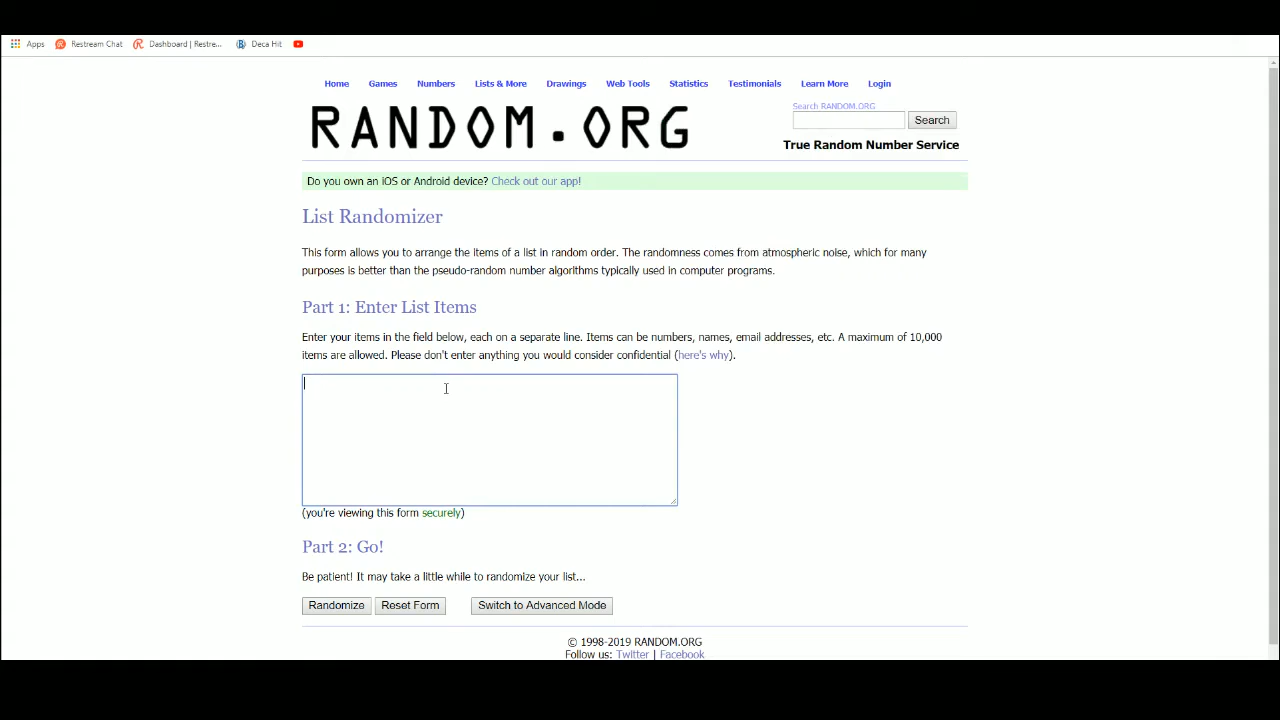 Apps Restream Chat Dashboard | Restre... Deca Hit
Home Games Numbers Lists & More Drawings Web Tools Statistics Testimonials Learn More Login
RANDOM.ORG
Search RANDOM.ORG
Search
True Random Number Service
Do you own an iOS or Android device? Check out our app!
List Randomizer
This form allows you to arrange the items of a list in random order. The randomness comes from atmospheric noise, which for many
purposes is better than the pseudo-random number algorithms typically used in computer programs.
Part 1: Enter List Items
Enter your items in the field below, each on a separate line. Items can be numbers, names, email addresses, etc. A maximum of 10,000
items are allowed. Please don't enter anything you would consider confidential (here's why).
(you're viewing this form securely)
Part 2: Go!
Be patient! It may take a little while to randomize your list...
Randomize Reset Form Switch to Advanced Mode
© 1998-2019 RANDOM.ORG
Follow us: Twitter | Facebook